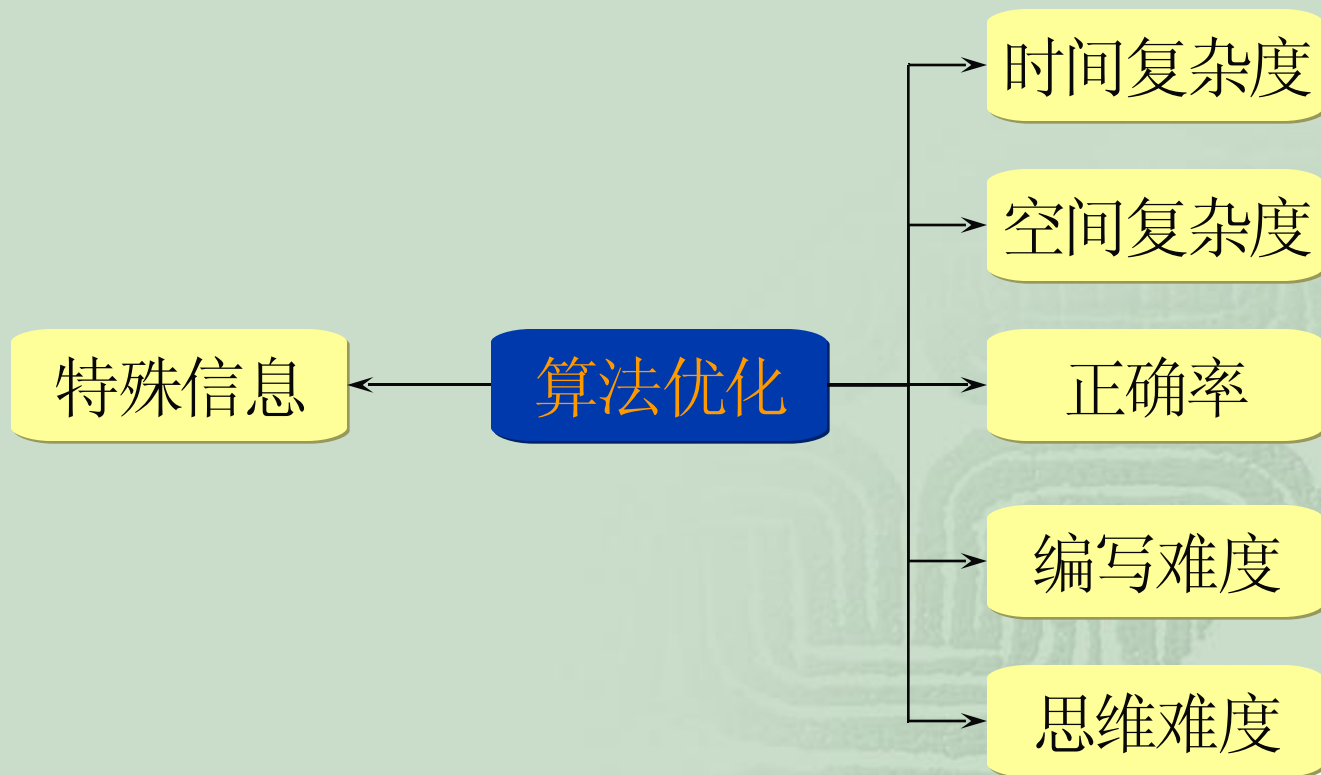 时间复杂度
空间复杂度
特殊信息
算法优化
正确率
编写难度
思维难度